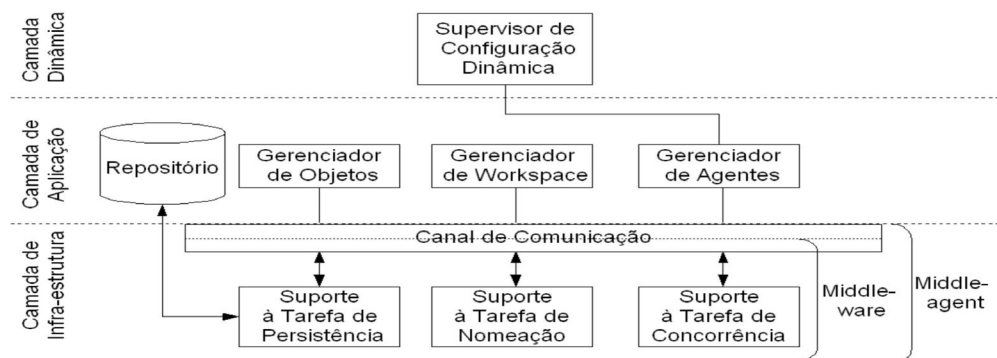 Camada
Dinâmica
Supervisor de
Configuração
Dinâmica
Camada de
Aplicação
Repositório
Gerenciador
de Objetos
Gerenciador
de Workspace
Gerenciador
de Agentes
Camada de
Infra-estrutura
Canal de Comunicação
Suporte
à Tarefa de
Persistência
Suporte
à Tarefa de
Nomeação
Suporte
à Tarefa de
Concorrência
Middle-
ware
Middle-
agent